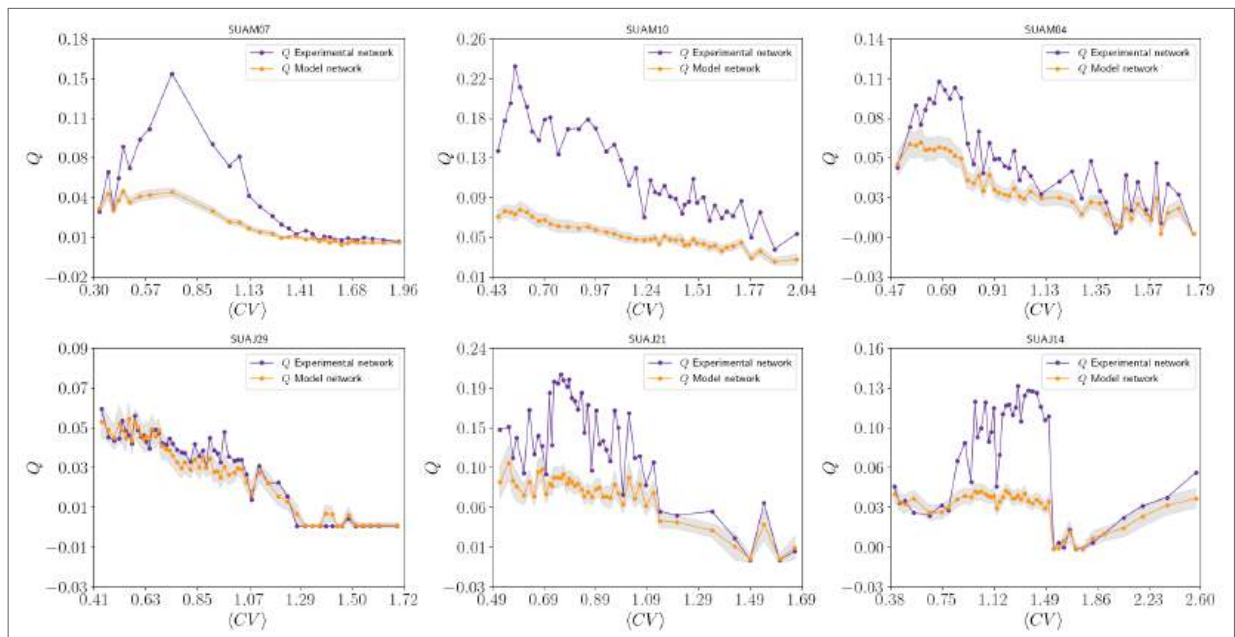 SUAM07
0.18
0.15
0.11
0.08
0.04
0.01
−0.02
Q
Q Experimental network
Q Model network
0.30 0.57 0.85 1.13 1.41 1.68 1.96
⟨CV⟩
SUAM10
0.26
0.22
0.18
0.13
0.09
0.05
0.01
Q
Q Experimental network
Q Model network
0.43 0.70 0.97 1.24 1.51 1.77 2.04
⟨CV⟩
SUAM04
0.14
0.11
0.08
0.05
0.03
−0.00
−0.03
Q
Q Experimental network
Q Model network
0.47 0.69 0.91 1.13 1.35 1.57 1.79
⟨CV⟩
SUAJ29
0.09
0.07
0.05
0.03
0.01
−0.01
−0.03
Q
Q Experimental network
Q Model network
0.41 0.63 0.85 1.07 1.29 1.50 1.72
⟨CV⟩
SUAJ21
0.24
0.19
0.15
0.10
0.06
0.01
−0.03
Q
Q Experimental network
Q Model network
0.49 0.69 0.89 1.09 1.29 1.49 1.69
⟨CV⟩
SUAJ14
0.16
0.13
0.10
0.06
0.03
−0.00
−0.03
Q
Q Experimental network
Q Model network
0.38 0.75 1.12 1.49 1.86 2.23 2.60
⟨CV⟩